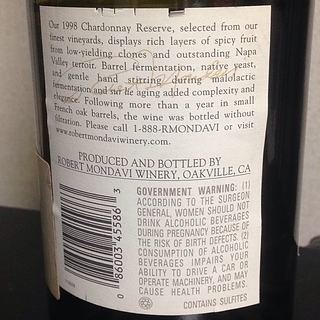 Our 1998 Chardonnay Reserve, selected from our
finest vineyards, displays rich layers of spicy fruit
from low-yielding clones and outstanding Napa
Valley terroir. Barrel fermentation, native yeast,
and gentle hand stirring during malolactic
fermentation and sur lie aging added complexity and
elegance. Following more than a year in small
French oak barrels, the wine was bottled without
filtration. Please call 1-888-RMONDAVI or visit
www.robertmondaviwinery.com.
PRODUCED AND BOTTLED BY
ROBERT MONDAVI WINERY, OAKVILLE, CA
GOVERNMENT WARNING: (1)
ACCORDING TO THE SURGEON
GENERAL, WOMEN SHOULD NOT
DRINK ALCOHOLIC BEVERAGES
DURING PREGNANCY BECAUSE OF
THE RISK OF BIRTH DEFECTS. (2)
CONSUMPTION OF ALCOHOLIC
BEVERAGES IMPAIRS YOUR
ABILITY TO DRIVE A CAR OR
OPERATE MACHINERY, AND MAY
CAUSE HEALTH PROBLEMS.
CONTAINS SULFITES
0 86003 45586 3